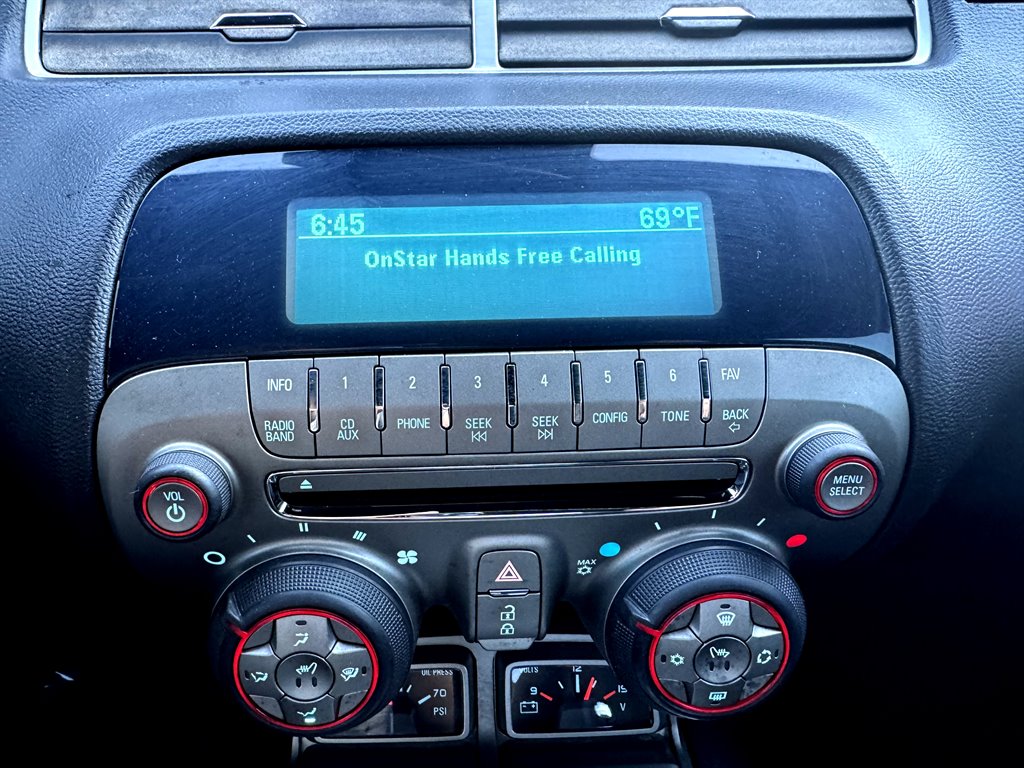 6:45 69°F
OnStar Hands Free Calling
INFO 1 2 3 4 5 6 FAV
RADIO BAND
CD AUX
PHONE
SEEK
SEEK
CONFIG
TONE
BACK
VOL
MENU SELECT
MAX
OIL PRESS
70
PSI
VOLTS
9 12 15
V